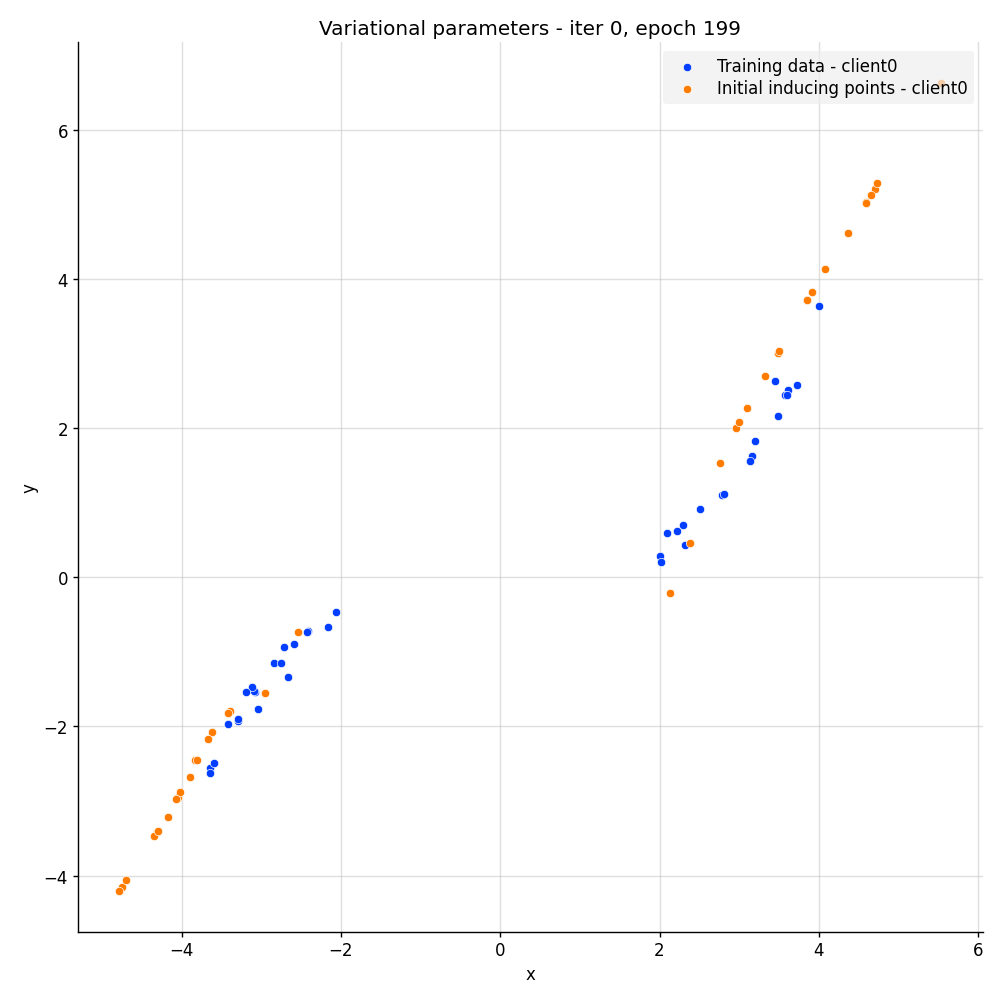 Variational parameters - iter 0, epoch 199
Training data - client0
Initial inducing points - client0
6
4
2
0
−2
−4
y
−4 −2 0 2 4 6
x